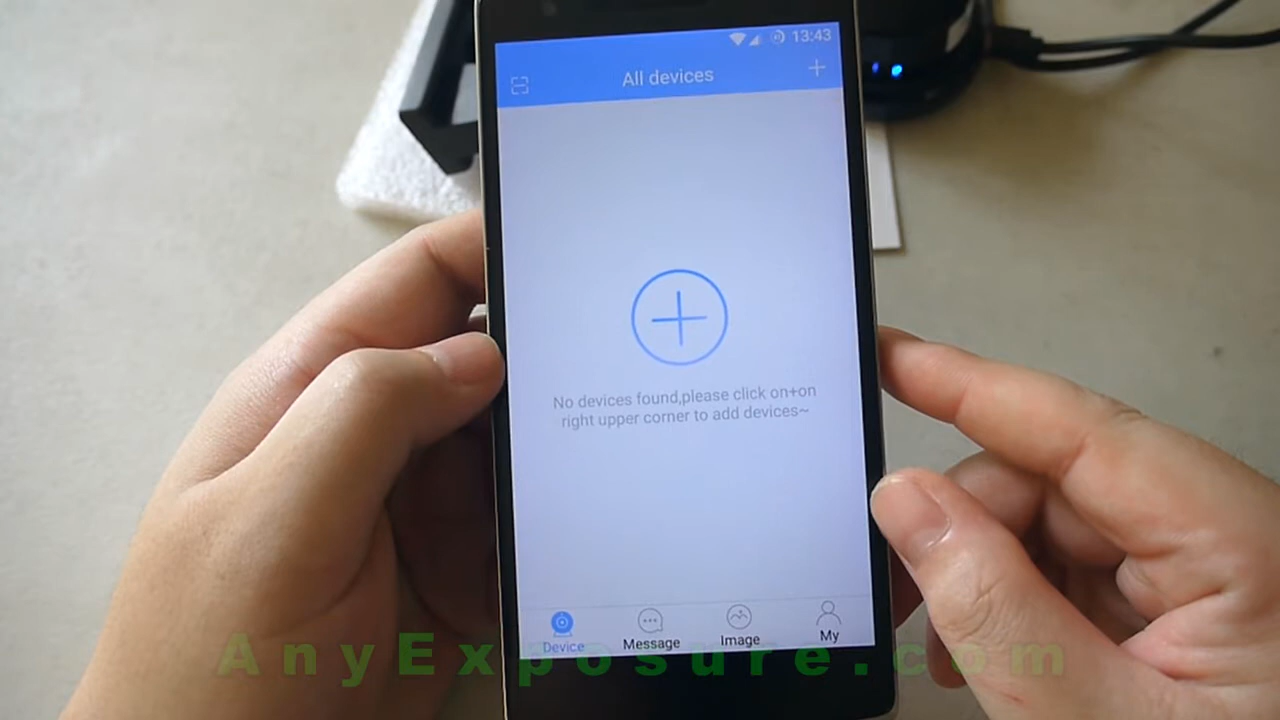 13:43
All devices
No devices found,please click on+on
right upper corner to add devices~
Device Message Image My
AnyExposure.com